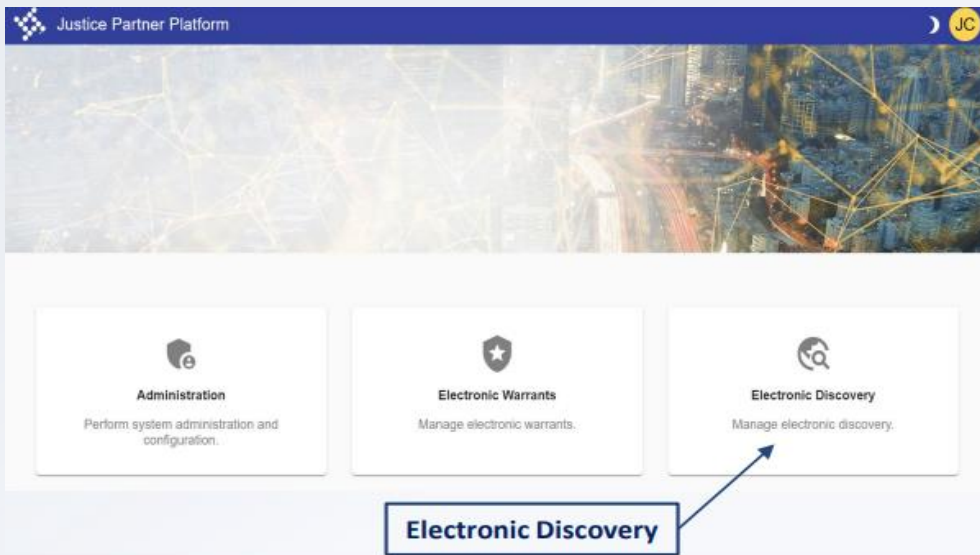 Justice Partner Platform
JC
Administration
Perform system administration and
configuration.
Electronic Warrants
Manage electronic warrants.
Electronic Discovery
Manage electronic discovery.
Electronic Discovery